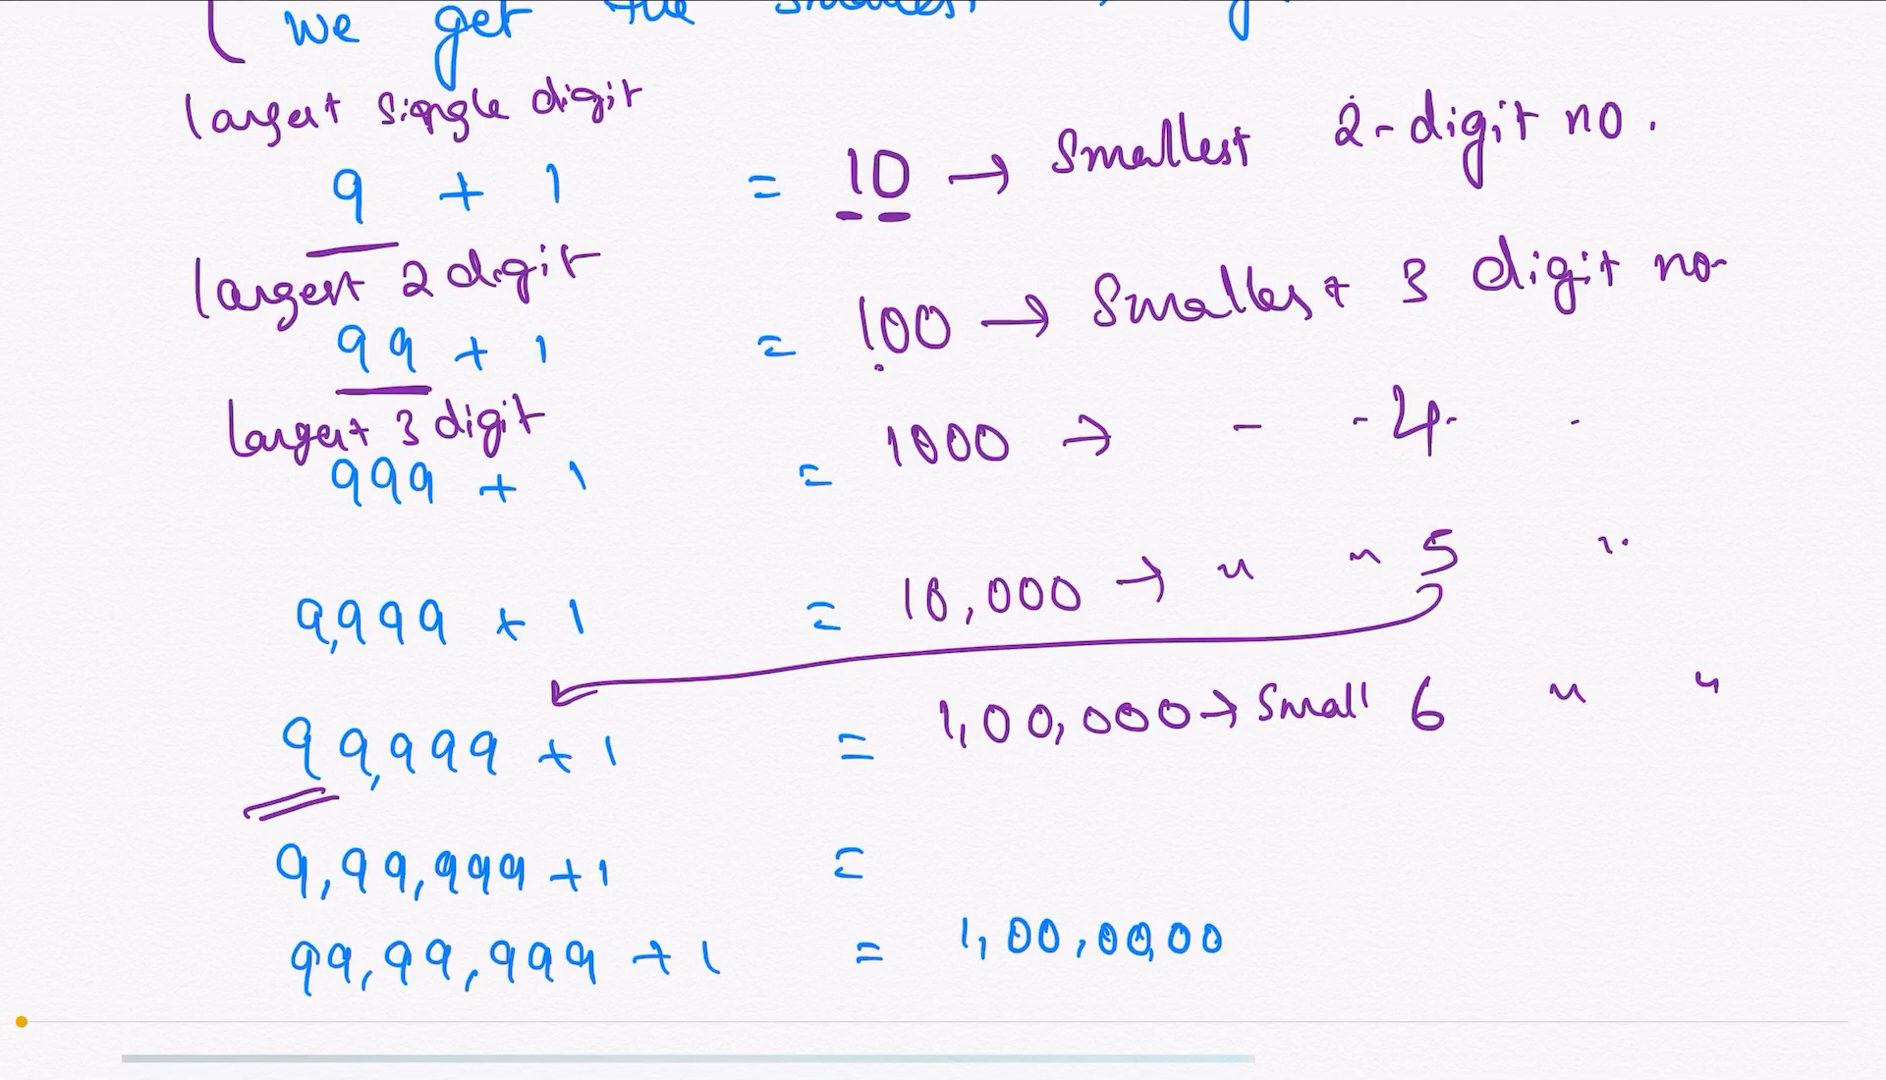 ( we get the smallest
largest single digit
9 + 1 = 10 → Smallest 2-digit no.
largest 2 digit
99 + 1 = 100 → Smallest 3 digit no.
largest 3 digit
999 + 1 = 1000 → - - 4 - -
9,999 + 1 = 10,000 → " " 5 "
99,999 + 1 = 1,00,000 → Small 6 " "
9,99,999 + 1 =
99,99,999 + 1 = 1,00,00,00